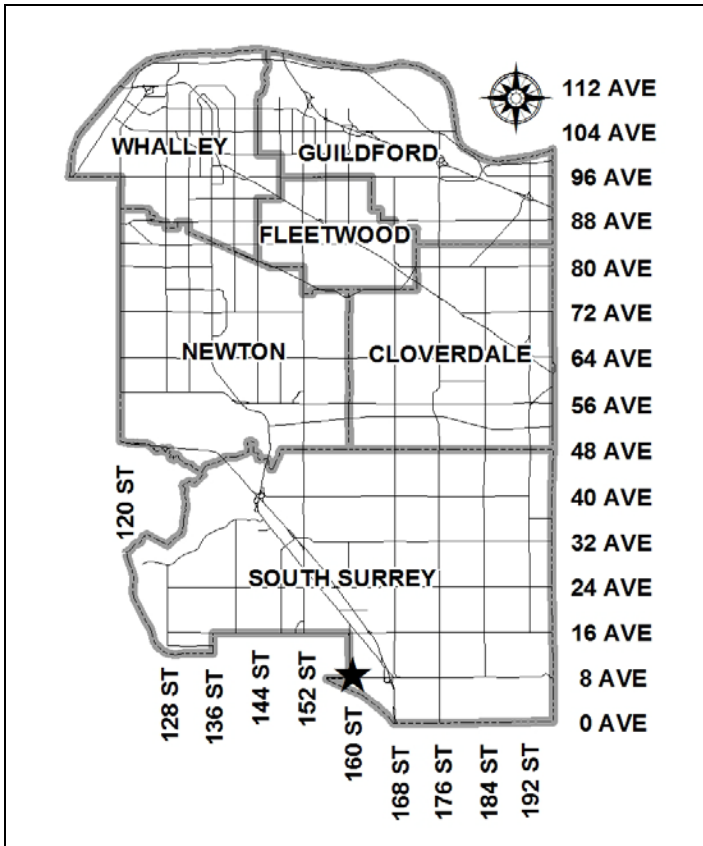 112 AVE
104 AVE
WHALLEY
GUILDFORD
96 AVE
88 AVE
FLEETWOOD
80 AVE
72 AVE
NEWTON
CLOVERDALE
64 AVE
56 AVE
48 AVE
120 ST
40 AVE
32 AVE
SOUTH SURREY
24 AVE
16 AVE
8 AVE
0 AVE
128 ST
136 ST
144 ST
152 ST
160 ST
168 ST
176 ST
184 ST
192 ST